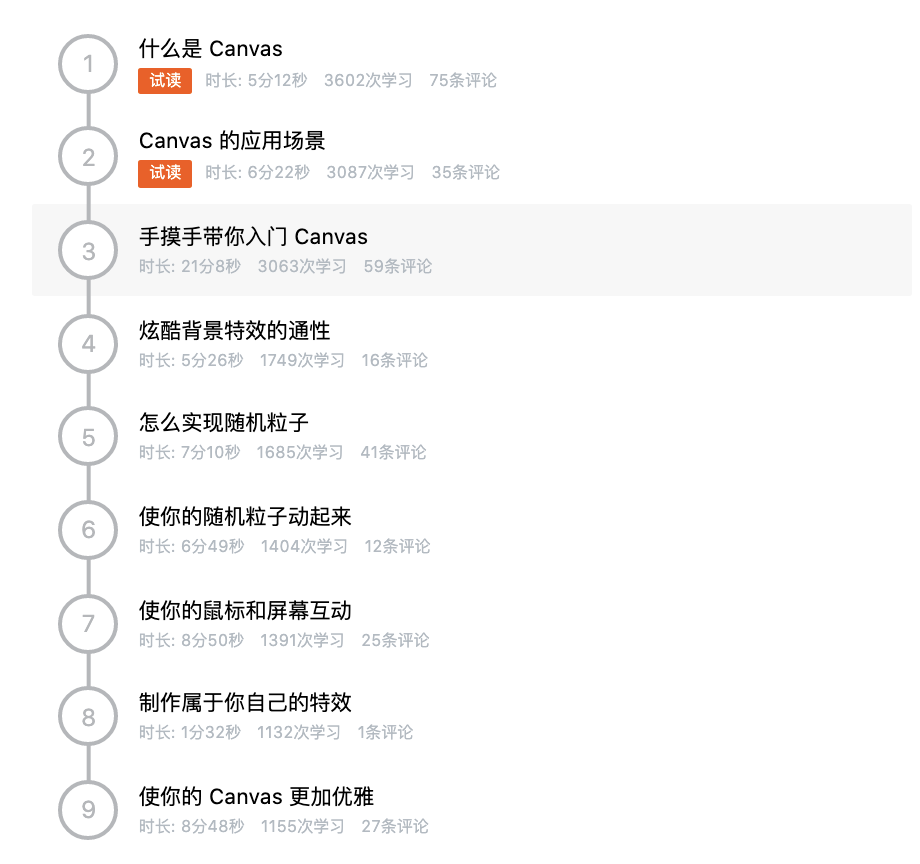 1
什么是 Canvas
试读 时长: 5分12秒 3602次学习 75条评论
2
Canvas 的应用场景
试读 时长: 6分22秒 3087次学习 35条评论
3
手摸手带你入门 Canvas
时长: 21分8秒 3063次学习 59条评论
4
炫酷背景特效的通性
时长: 5分26秒 1749次学习 16条评论
5
怎么实现随机粒子
时长: 7分10秒 1685次学习 41条评论
6
使你的随机粒子动起来
时长: 6分49秒 1404次学习 12条评论
7
使你的鼠标和屏幕互动
时长: 8分50秒 1391次学习 25条评论
8
制作属于你自己的特效
时长: 1分32秒 1132次学习 1条评论
9
使你的 Canvas 更加优雅
时长: 8分48秒 1155次学习 27条评论